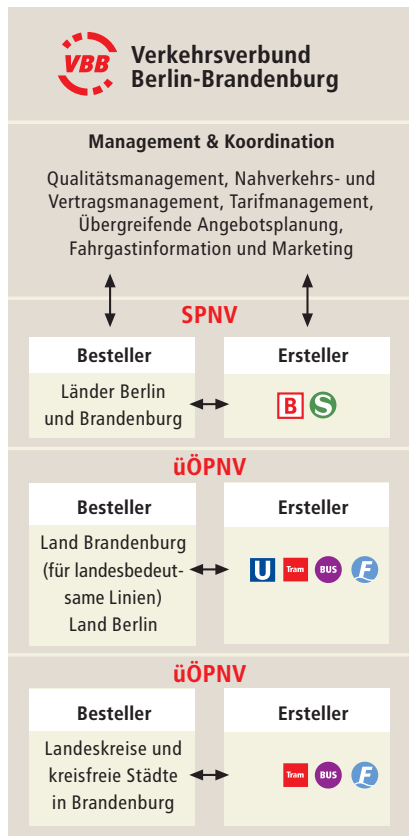 VBB
Verkehrsverbund
Berlin-Brandenburg
Management & Koordination
Qualitätsmanagement, Nahverkehrs- und
Vertragsmanagement, Tarifmanagement,
Übergreifende Angebotsplanung,
Fahrgastinformation und Marketing
SPNV
Besteller
Länder Berlin
und Brandenburg
Ersteller
B S
üÖPNV
Besteller
Land Brandenburg
(für landesbedeut-
same Linien)
Land Berlin
Ersteller
U Tram BUS F
üÖPNV
Besteller
Landeskreise und
kreisfreie Städte
in Brandenburg
Ersteller
Tram BUS F